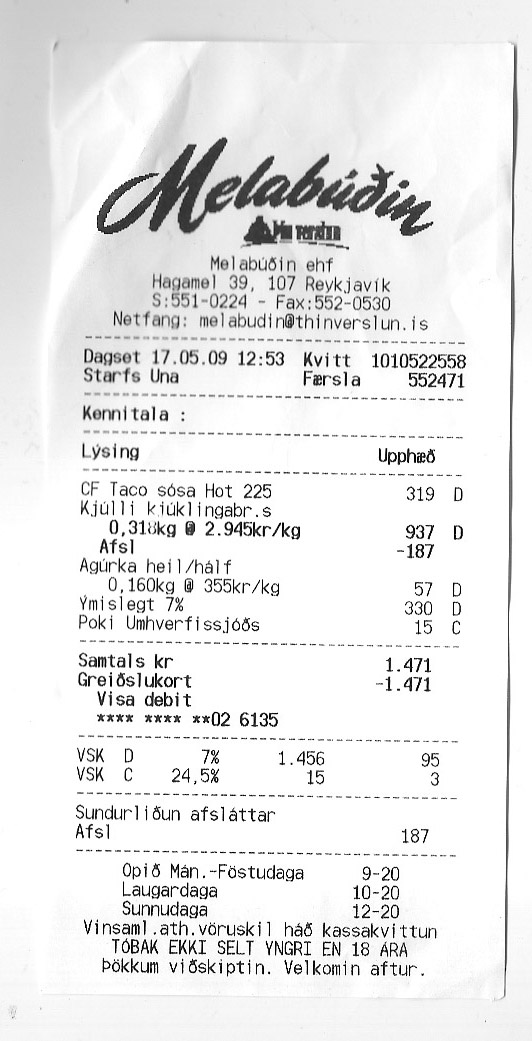 Melabúðin
Þín verslun
Melabúðin ehf
Hagamel 39, 107 Reykjavík
S:551-0224 - Fax:552-0530
Netfang: melabudin@thinverslun.is
Dagset 17.05.09 12:53 Kvitt 1010522558
Starfs Una Færsla 552471
Kennitala :
Lýsing Upphæð
CF Taco sósa Hot 225 319 D
Kjúlli kjúklingabr.s
0,318kg @ 2.945kr/kg 937 D
Afsl -187
Agúrka heil/hálf
0,160kg @ 355kr/kg 57 D
Ýmislegt 7% 330 D
Poki Umhverfissjóðs 15 C
Samtals kr 1.471
Greiðslukort -1.471
Visa debit
**** **** **02 6135
VSK D 7% 1.456 95
VSK C 24,5% 15 3
Sundurliðun afsláttar
Afsl 187
Opið Mán.-Föstudaga 9-20
Laugardaga 10-20
Sunnudaga 12-20
Vinsaml.ath.vöruskil háð kassakvittun
TÓBAK EKKI SELT YNGRI EN 18 ÁRA
Þökkum viðskiptin. Velkomin aftur.